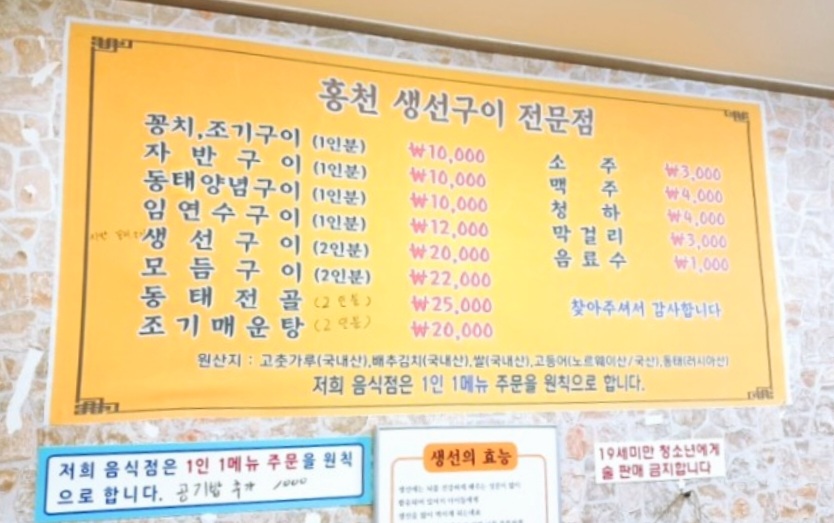 홍천 생선구이 전문점
꽁치,조기구이 (1인분) ₩10,000
자반구이 (1인분) ₩10,000
동태양념구이 (1인분) ₩10,000
임연수구이 (1인분) ₩12,000
생선구이 (2인분) ₩20,000
모듬구이 (2인분) ₩22,000
동태전골 (2인분) ₩25,000
조기매운탕 (2인분) ₩20,000
소주 ₩3,000
맥주 ₩4,000
청하 ₩4,000
막걸리 ₩3,000
음료수 ₩1,000
찾아주셔서 감사합니다
원산지 : 고춧가루(국내산),배추김치(국내산),쌀(국내산),고등어(노르웨이산/국산),동태(러시아산)
저희 음식점은 1인 1메뉴 주문을 원칙으로 합니다.
저희 음식점은 1인 1메뉴 주문을 원칙
으로 합니다. 공기밥 추가 1000
생선의 효능
19세미만 청소년에게
술 판매 금지합니다